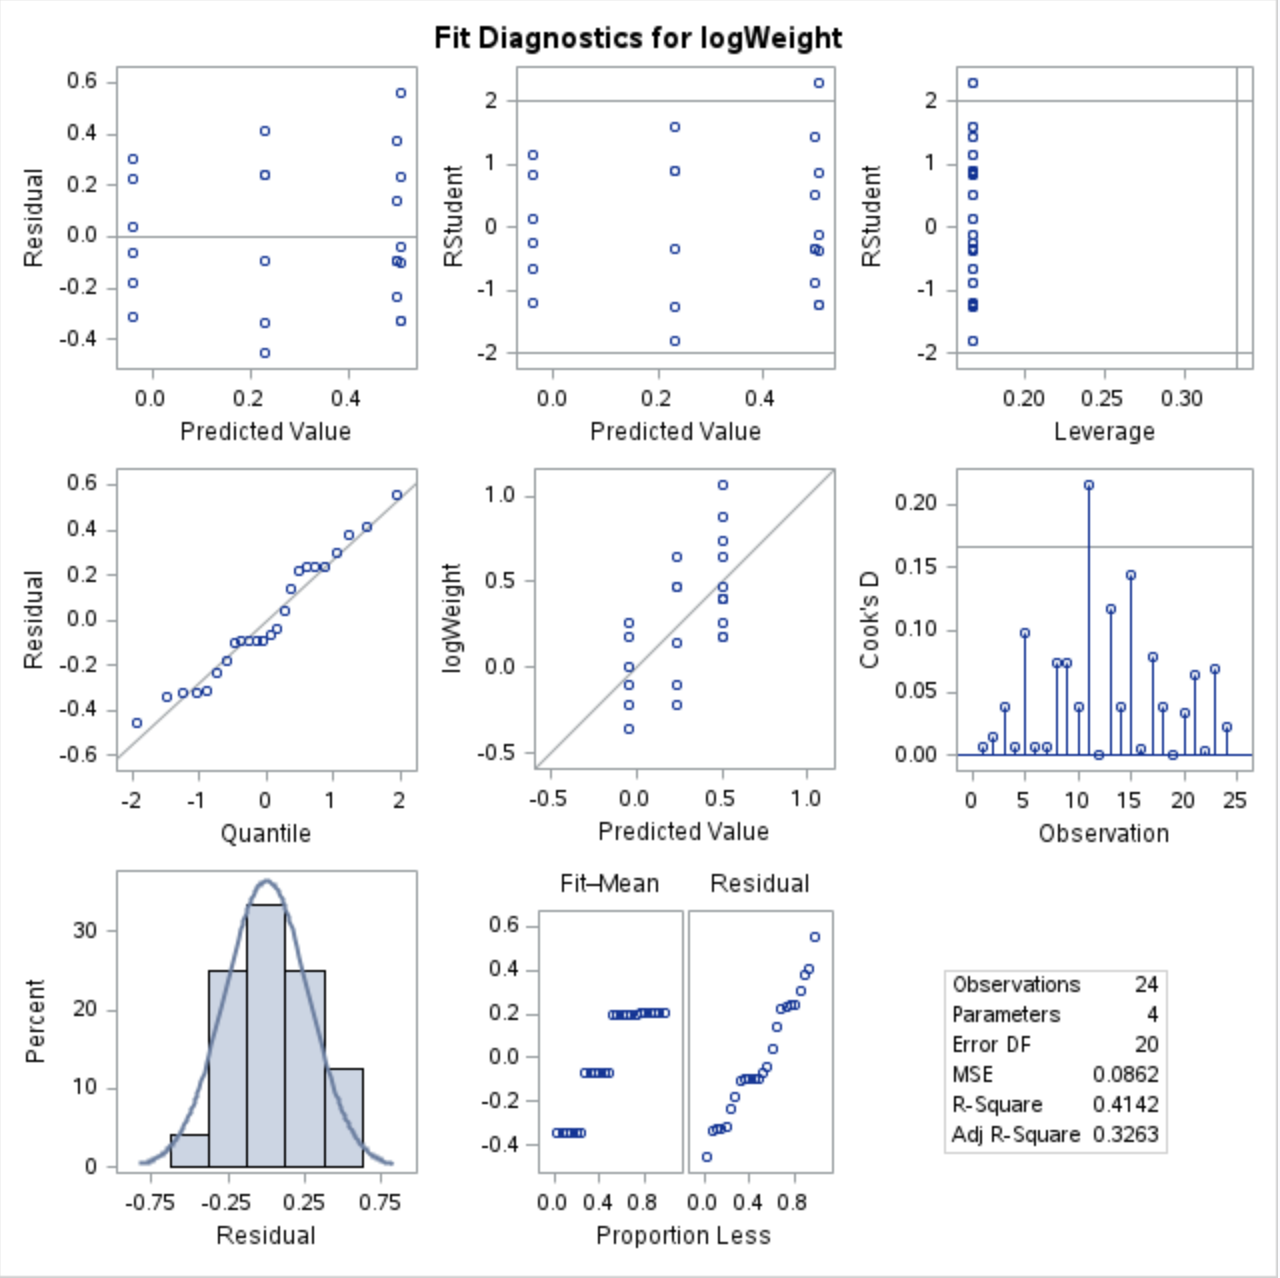 Fit Diagnostics for logWeight
Residual
0.6
0.4
0.2
0.0
-0.2
-0.4
0.0 0.2 0.4
Predicted Value
RStudent
2
1
0
-1
-2
0.0 0.2 0.4
Predicted Value
RStudent
2
1
0
-1
-2
0.20 0.25 0.30
Leverage
Residual
0.6
0.4
0.2
0.0
-0.2
-0.4
-0.6
-2 -1 0 1 2
Quantile
logWeight
1.0
0.5
0.0
-0.5
-0.5 0.0 0.5 1.0
Predicted Value
Cook's D
0.20
0.15
0.10
0.05
0.00
0 5 10 15 20 25
Observation
Percent
30
20
10
0
-0.75 -0.25 0.25 0.75
Residual
Fit–Mean Residual
0.6
0.4
0.2
0.0
-0.2
-0.4
0.0 0.4 0.8 0.0 0.4 0.8
Proportion Less
Observations 24
Parameters 4
Error DF 20
MSE 0.0862
R-Square 0.4142
Adj R-Square 0.3263